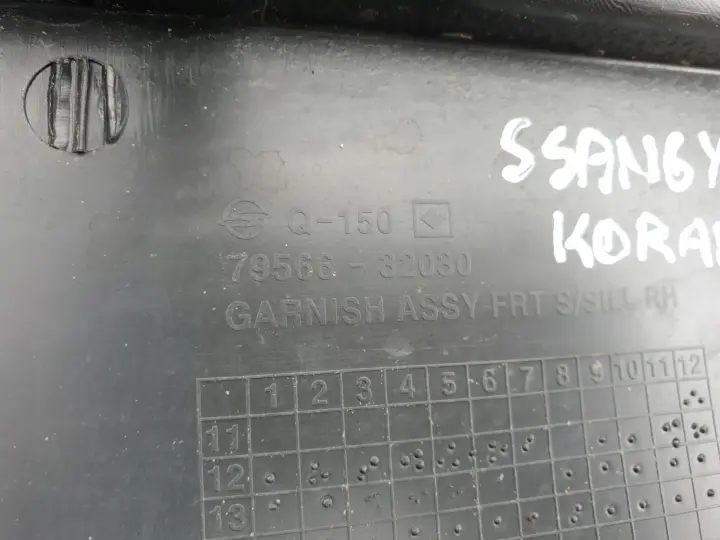 SSANGY
KORA
Q-150
79566-32030
GARNISH ASSY-FRT S/SILL RH
1 2 3 4 5 6 7 8 9 10 11 12
11
12
13